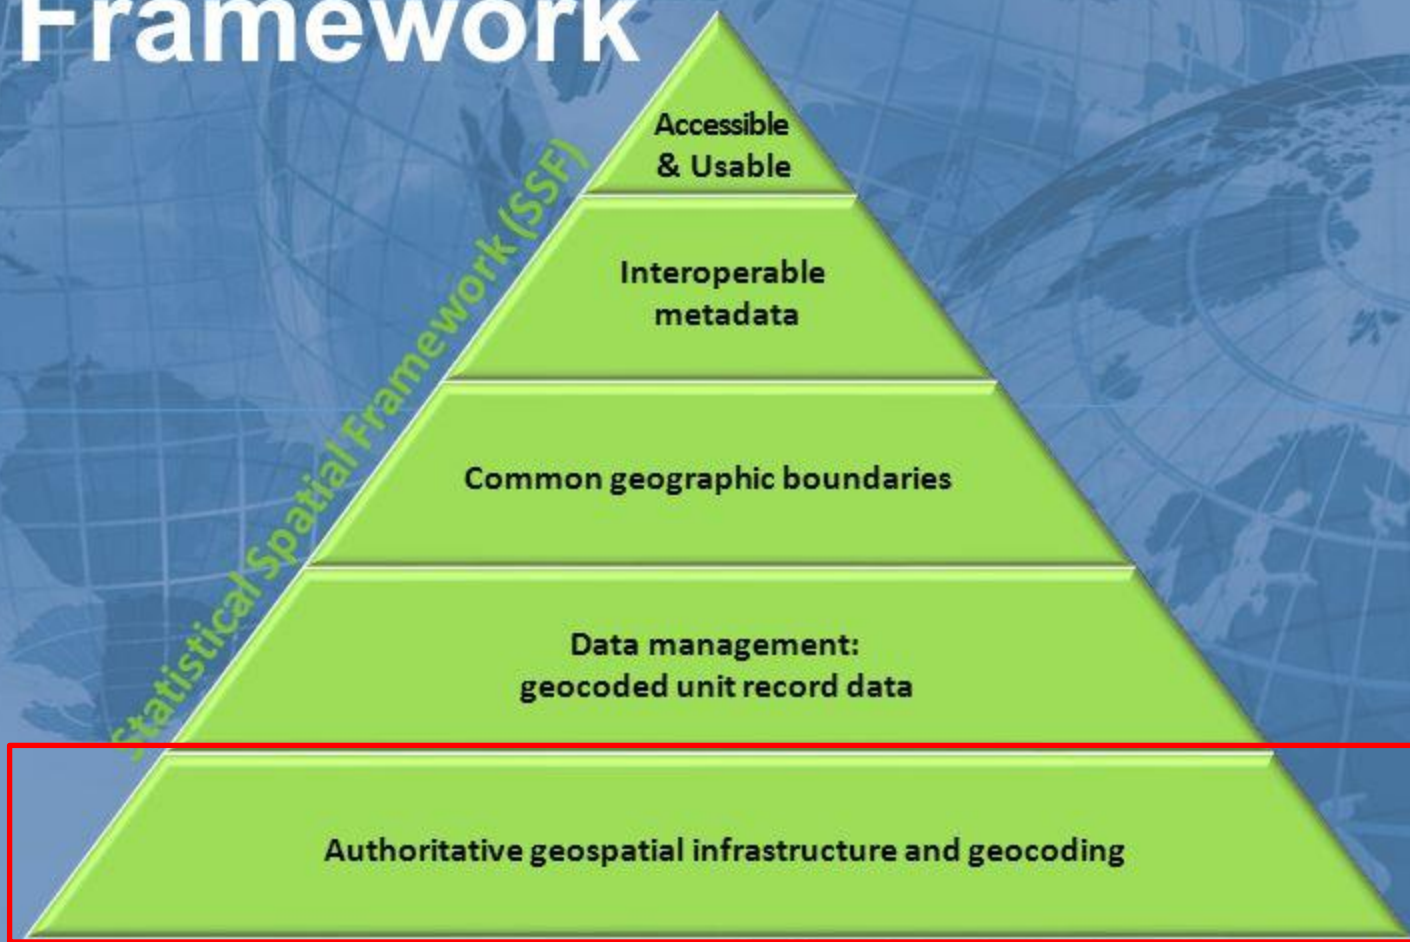 Framework
Accessible
& Usable
Statistical Spatial Framework (SSF)
Interoperable
metadata
Common geographic boundaries
Data management:
geocoded unit record data
Authoritative geospatial infrastructure and geocoding